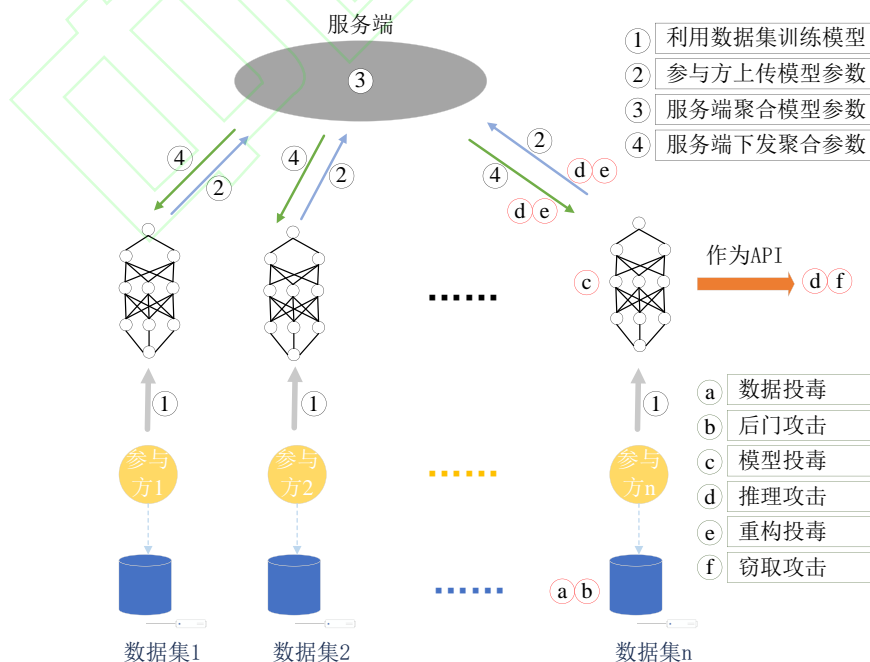 服务端
③
① 利用数据集训练模型
② 参与方上传模型参数
③ 服务端聚合模型参数
④ 服务端下发聚合参数
④ ② ④ ② ④ ②
d e
d e
c
作为API
d f
① ① ①
a 数据投毒
b 后门攻击
c 模型投毒
d 推理攻击
e 重构投毒
f 窃取攻击
参与
方1
参与
方2
参与
方n
a b
数据集1 数据集2 数据集n